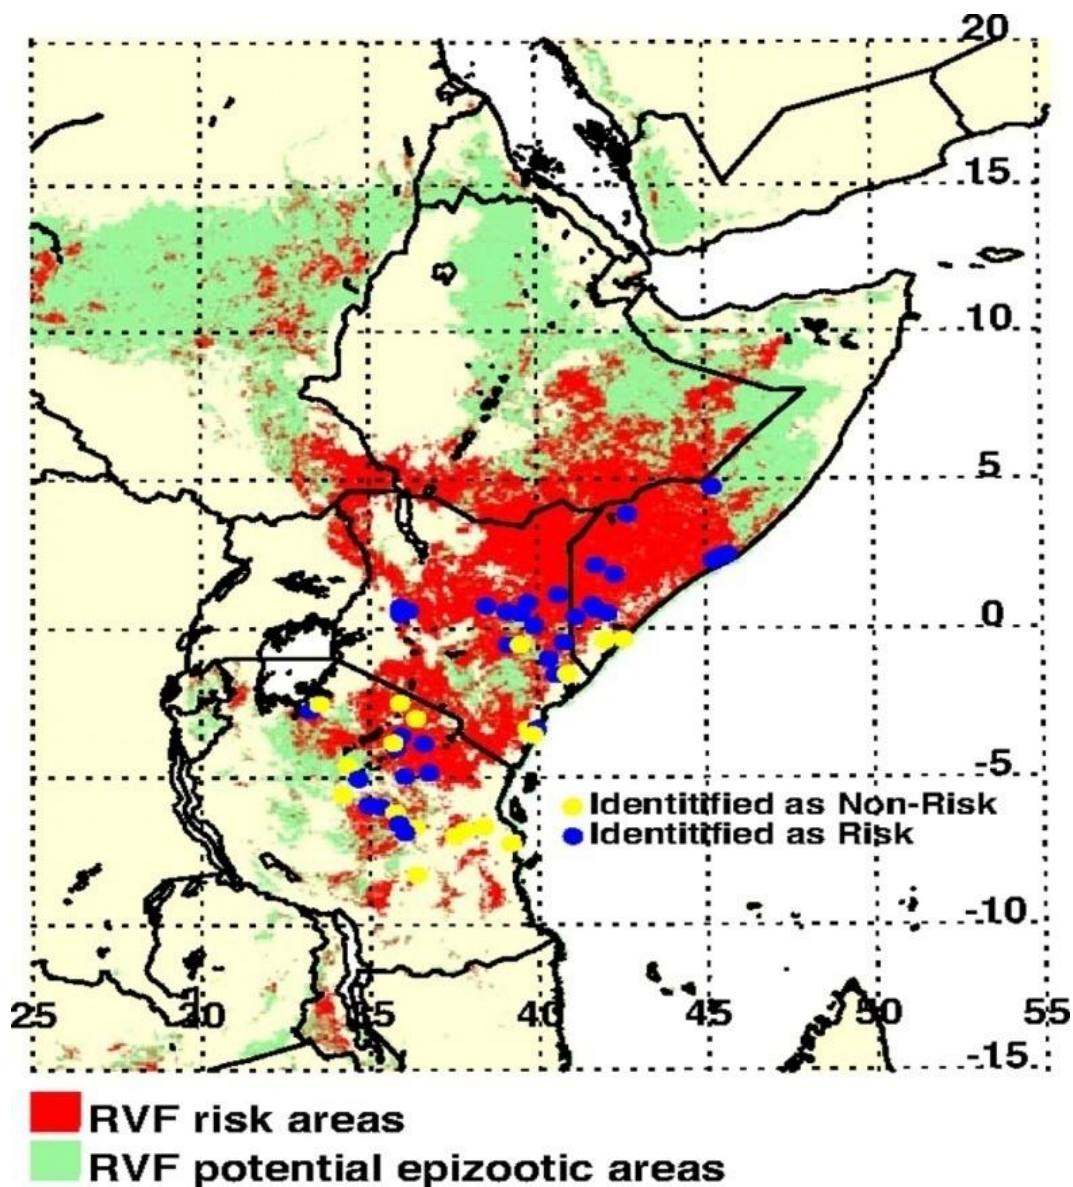 20
15
10
5
0
-5
Identitified as Non-Risk
Identitified as Risk
-10
25 30 35 40 45 50 55
-15
RVF risk areas
RVF potential epizootic areas